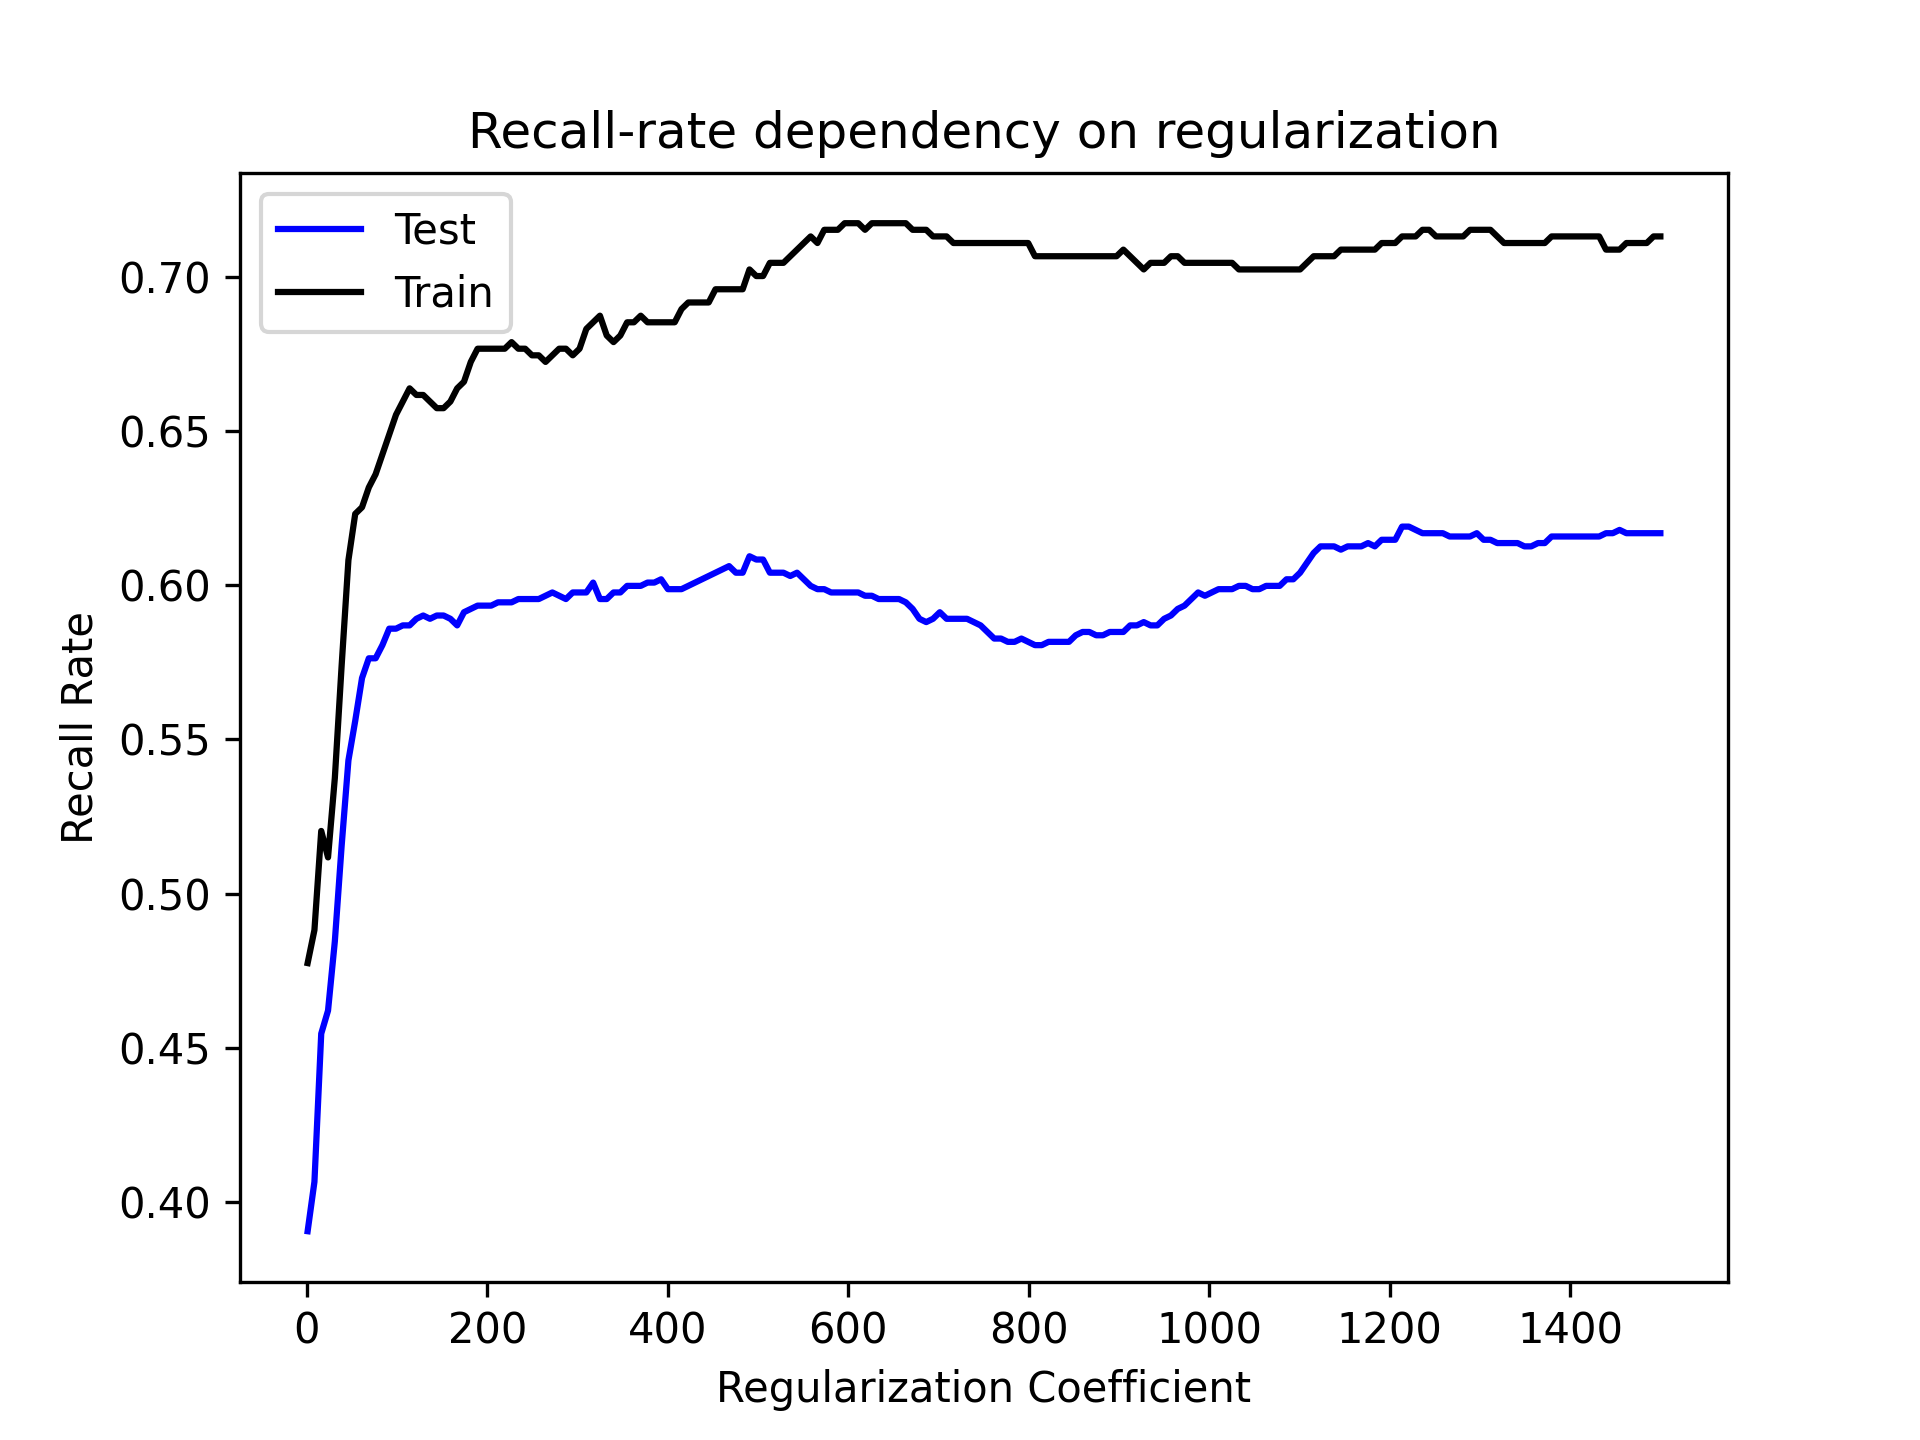 Recall-rate dependency on regularization
Test
Train
0.70
0.65
0.60
0.55
0.50
0.45
0.40
Recall Rate
0 200 400 600 800 1000 1200 1400
Regularization Coefficient